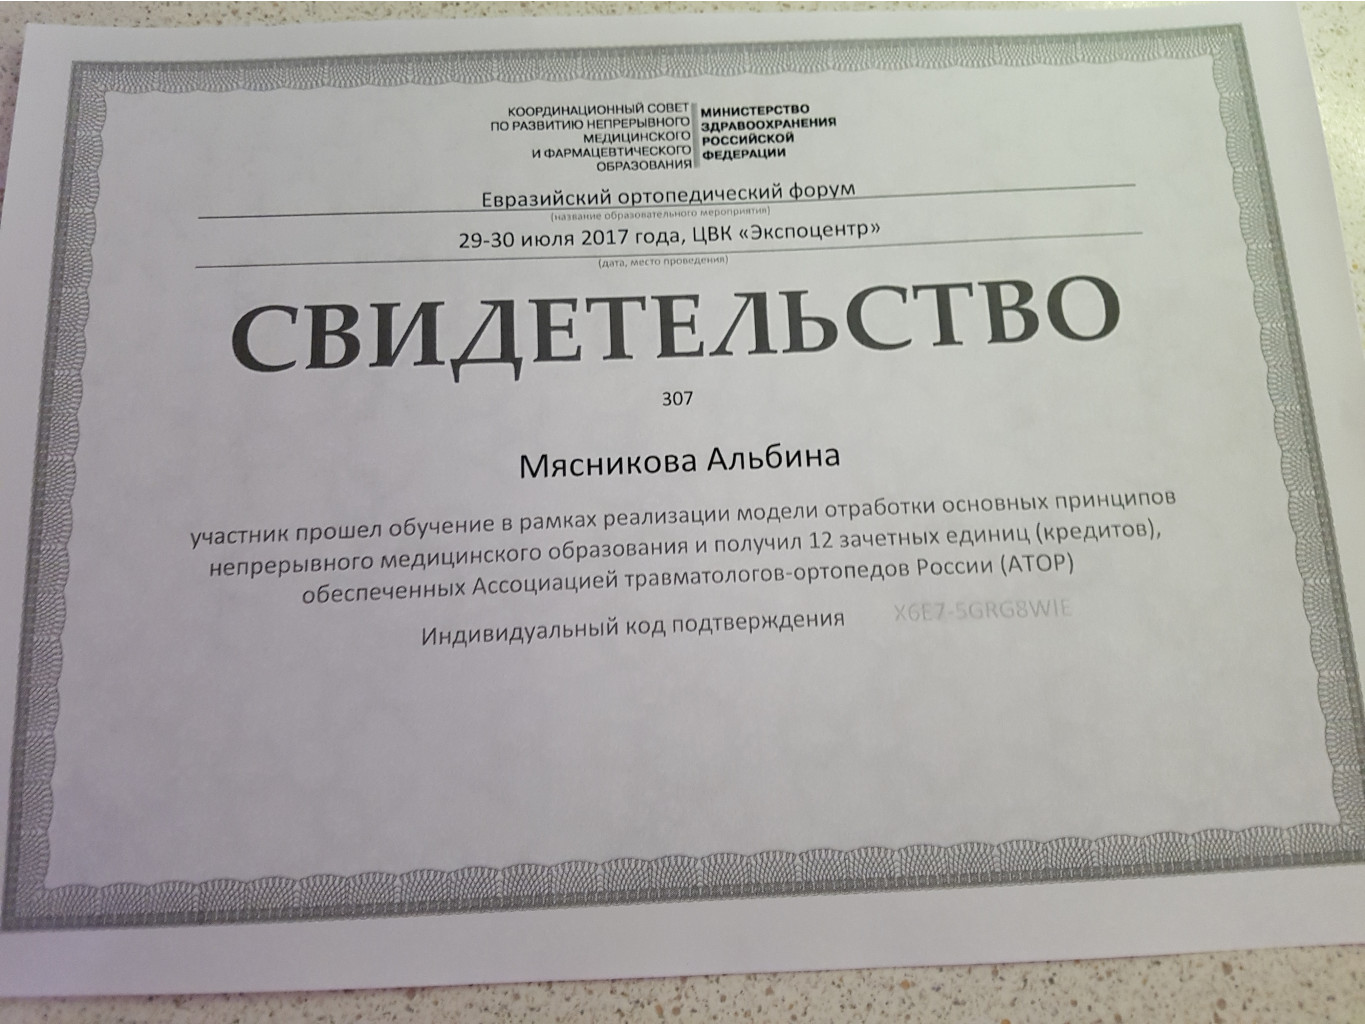 КООРДИНАЦИОННЫЙ СОВЕТ
ПО РАЗВИТИЮ НЕПРЕРЫВНОГО
МЕДИЦИНСКОГО
И ФАРМАЦЕВТИЧЕСКОГО
ОБРАЗОВАНИЯ
МИНИСТЕРСТВО
ЗДРАВООХРАНЕНИЯ
РОССИЙСКОЙ
ФЕДЕРАЦИИ
Евразийский ортопедический форум
(название образовательного мероприятия)
29-30 июля 2017 года, ЦВК «Экспоцентр»
(дата, место проведения)
СВИДЕТЕЛЬСТВО
307
Мясникова Альбина
участник прошел обучение в рамках реализации модели отработки основных принципов
непрерывного медицинского образования и получил 12 зачетных единиц (кредитов),
обеспеченных Ассоциацией травматологов-ортопедов России (АТОР)
Индивидуальный код подтверждения X6E7-5GRG8WIE